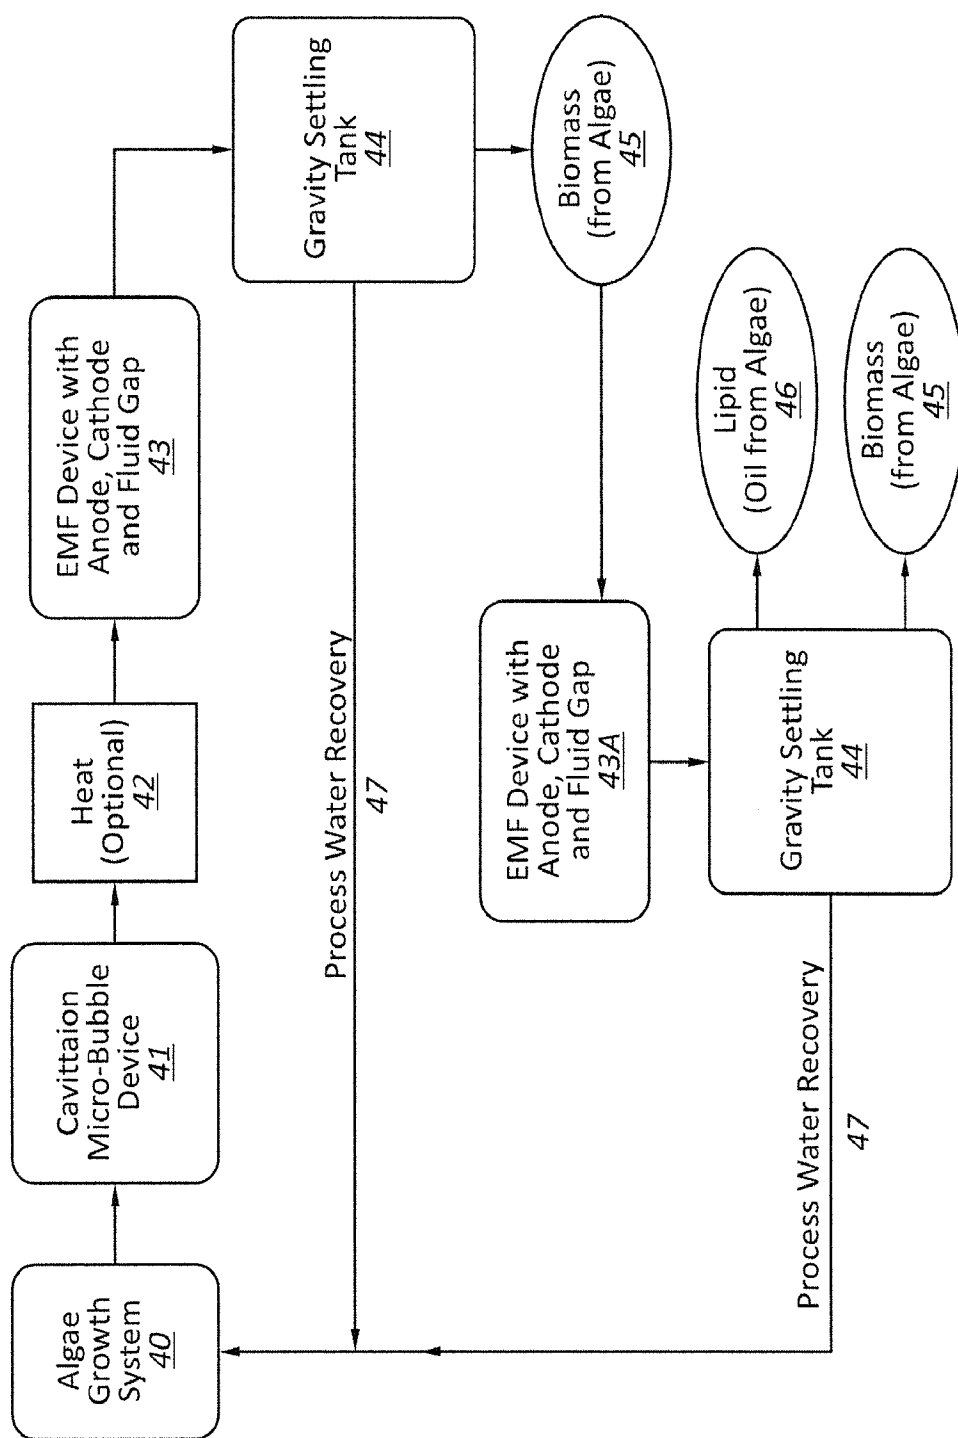 Algae
Growth
System
40
Cavittaion
Micro-Bubble
Device
41
Heat
(Optional)
42
EMF Device with
Anode, Cathode
and Fluid Gap
43
Gravity Settling
Tank
44
Process Water Recovery
47
Biomass
(from Algae)
45
EMF Device with
Anode, Cathode
and Fluid Gap
43A
Gravity Settling
Tank
44
Lipid
(Oil from Algae)
46
Biomass
(from Algae)
45
Process Water Recovery
47